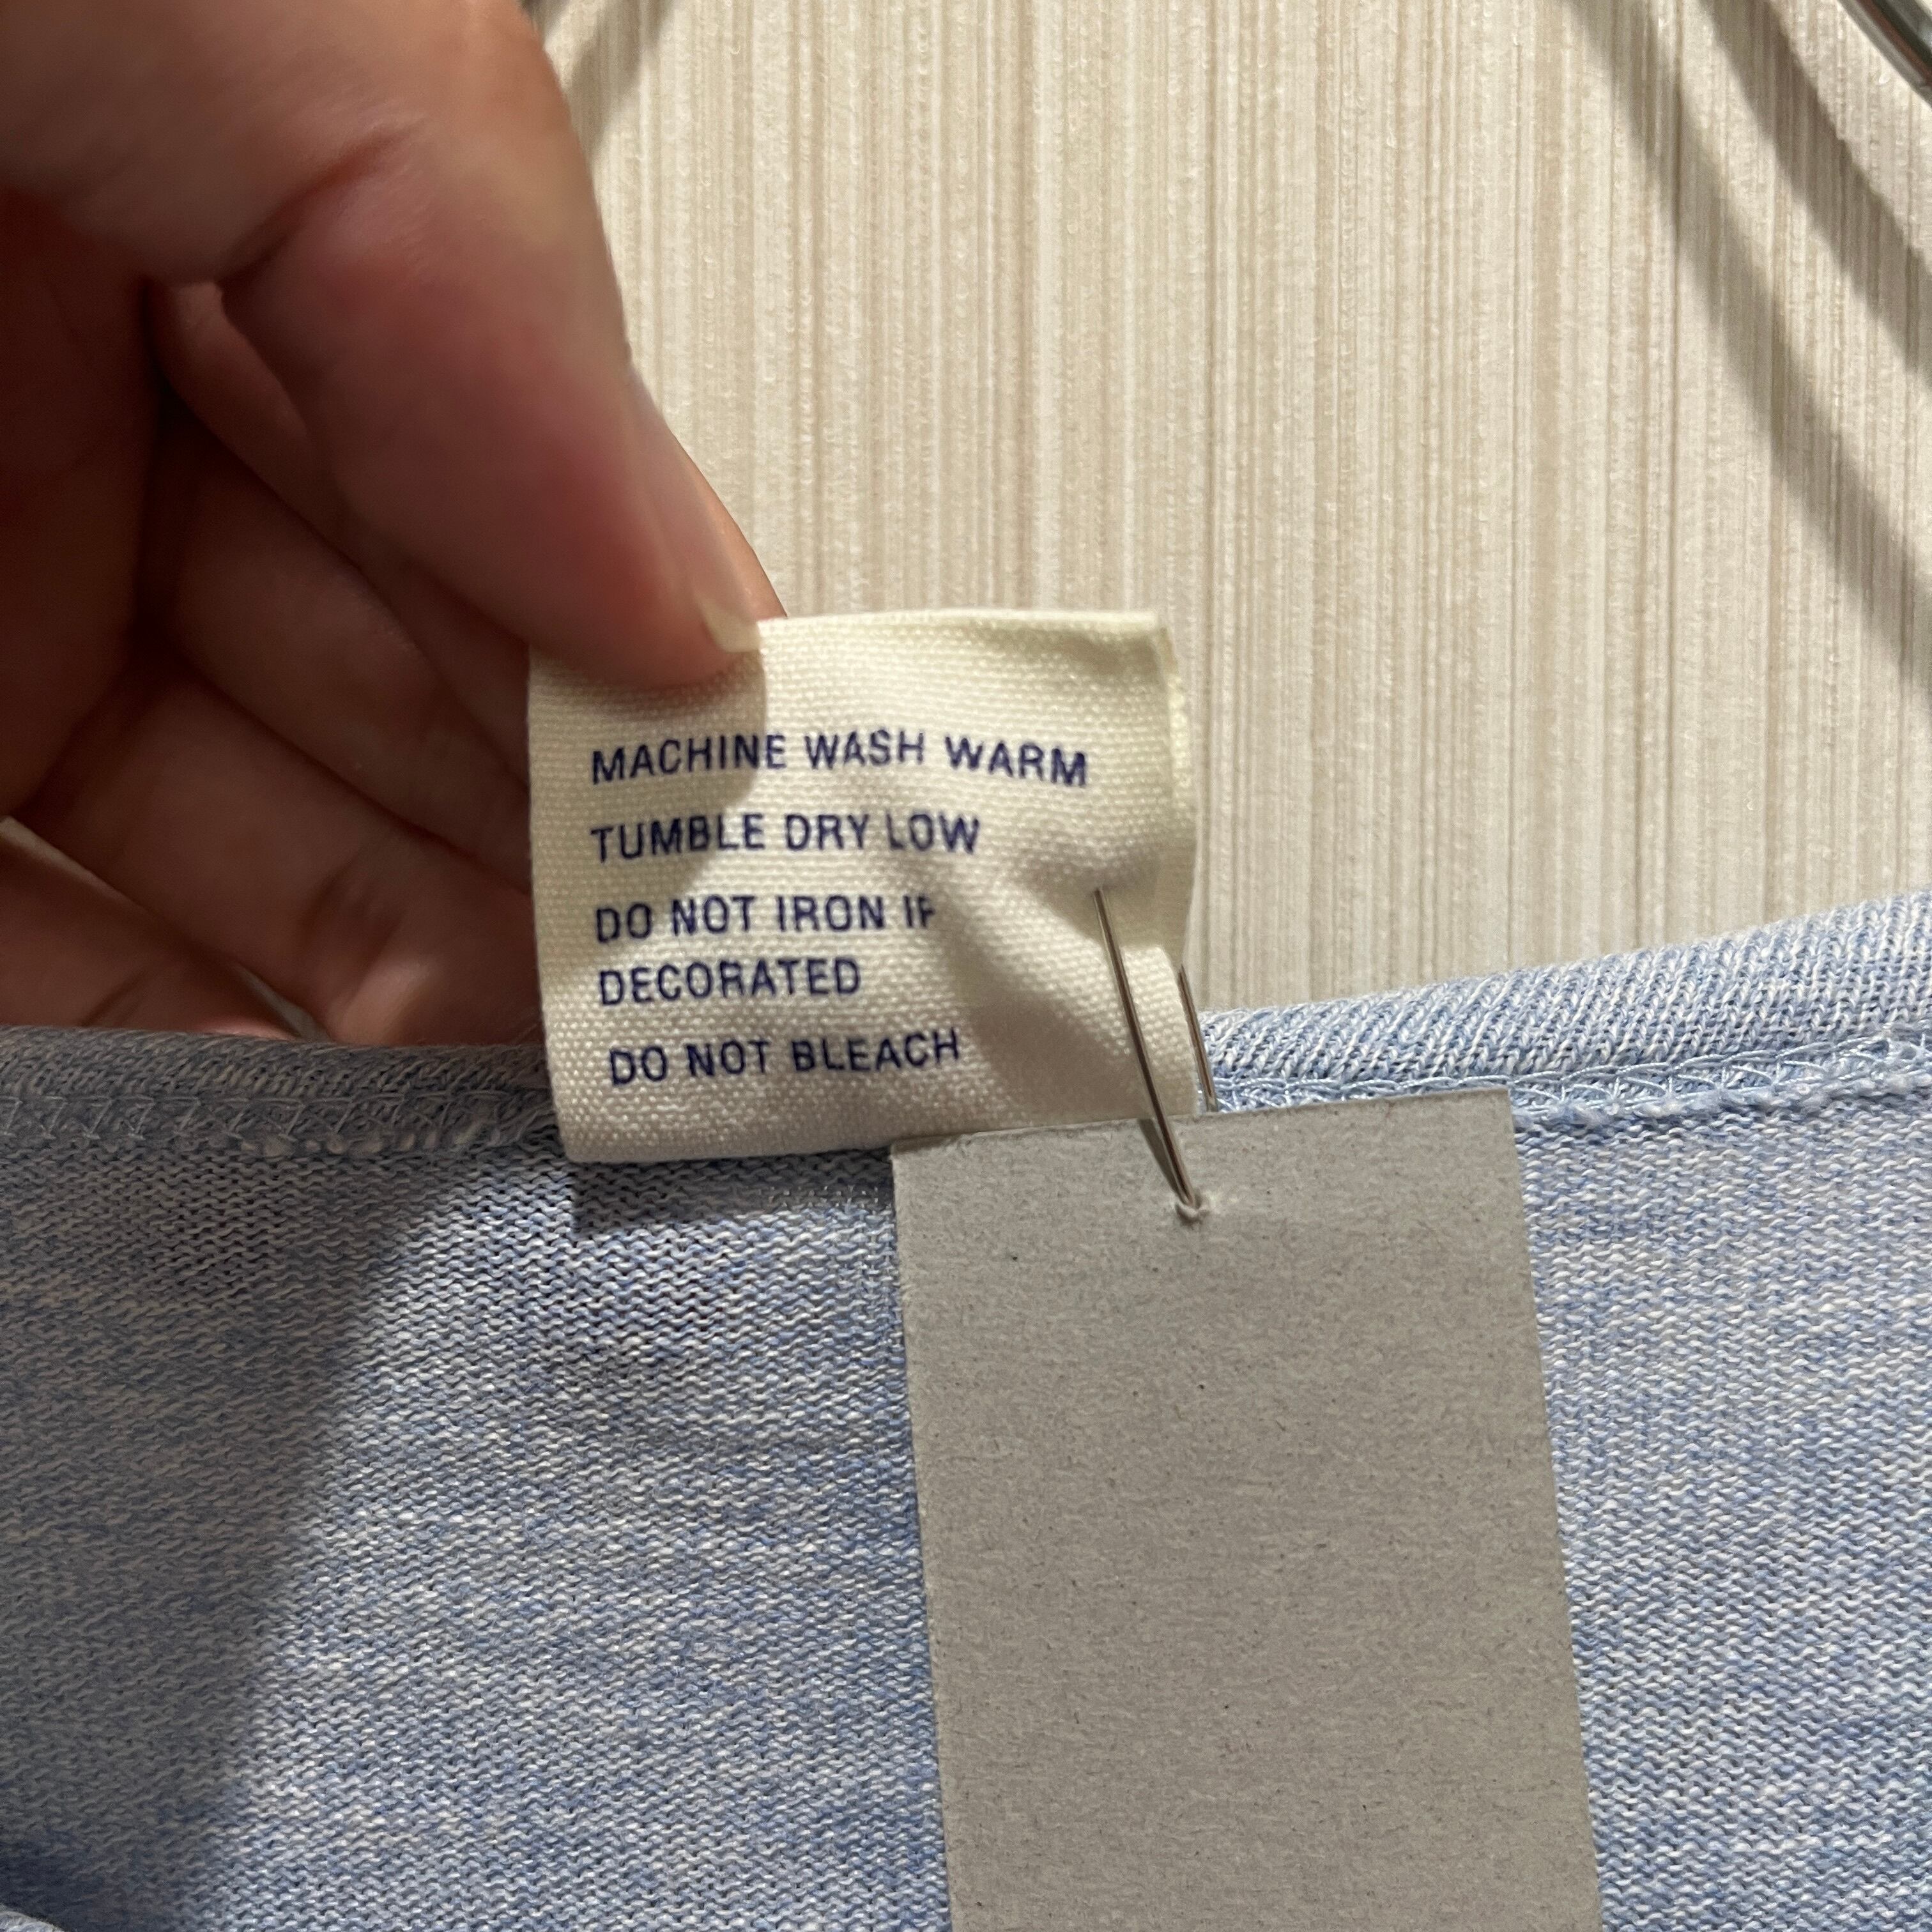 MACHINE WASH WARM
TUMBLE DRY LOW
DO NOT IRON IF
DECORATED
DO NOT BLEACH